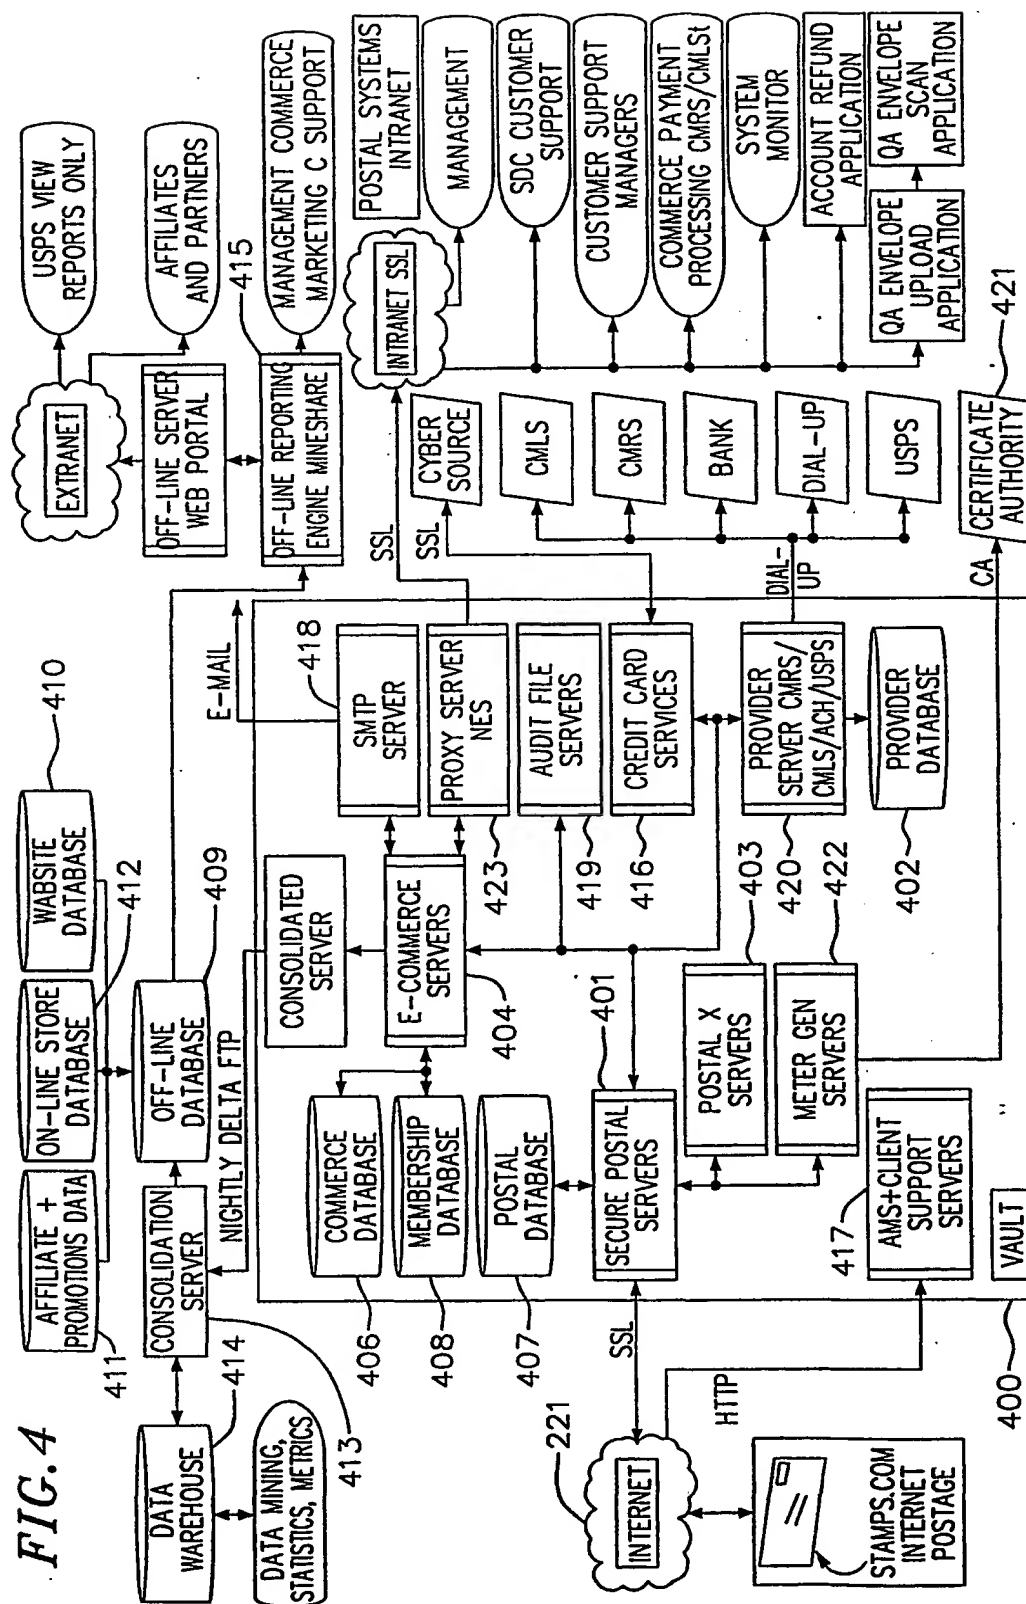 FIG. 4
DATA
WAREHOUSE
414
DATA MINING,
STATISTICS, METRICS
413
AFFILIATE +
PROMOTIONS DATA
411
ON-LINE STORE
DATABASE
412
WABSITE
DATABASE
410
CONSOLIDATION
SERVER
OFF-LINE
DATABASE
409
NIGHTLY DELTA FTP
E-MAIL
EXTRANET
USPS VIEW
REPORTS ONLY
AFFILIATES
AND PARTNERS
OFF-LINE SERVER
WEB PORTAL
415
OFF-LINE REPORTING
ENGINE MINESHARE
MANAGEMENT COMMERCE
MARKETING C SUPPORT
POSTAL SYSTEMS
INTRANET
INTRANET SSL
MANAGEMENT
SDC CUSTOMER
SUPPORT
CUSTOMER SUPPORT
MANAGERS
COMMERCE PAYMENT
PROCESSING CMRS/CMLSt
SYSTEM
MONITOR
ACCOUNT REFUND
APPLICATION
QA ENVELOPE
UPLOAD
APPLICATION
QA ENVELOPE
SCAN
APPLICATION
SSL
SSL
CYBER
SOURCE
CMLS
CMRS
BANK
DIAL-UP
USPS
DIAL-
UP
CA
CERTIFICATE
AUTHORITY
421
CONSOLIDATED
SERVER
SMTP
SERVER
418
PROXY SERVER
NES
423
E-COMMERCE
SERVERS
404
AUDIT FILE
SERVERS
419
CREDIT CARD
SERVICES
416
PROVIDER
SERVER CMRS/
CMLS/ACH/USPS
420
PROVIDER
DATABASE
402
COMMERCE
DATABASE
406
MEMBERSHIP
DATABASE
408
POSTAL
DATABASE
407
SECURE POSTAL
SERVERS
401
POSTAL X
SERVERS
403
METER GEN
SERVERS
422
AMS+CLIENT
SUPPORT
SERVERS
417
VAULT
400
SSL
HTTP
INTERNET
221
STAMPS.COM
INTERNET
POSTAGE